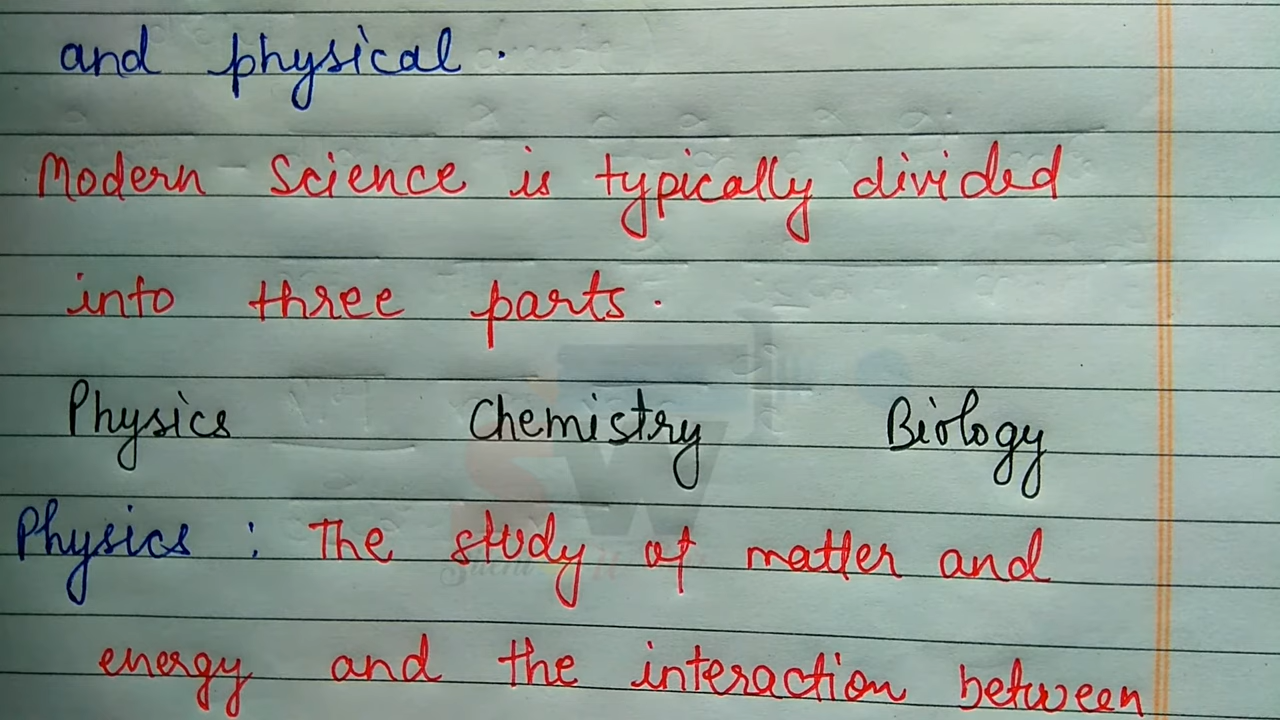 and physical.
Modern Science is typically divided
into three parts.
Physics Chemistry Biology
Physics : The study of matter and
energy and the interaction between